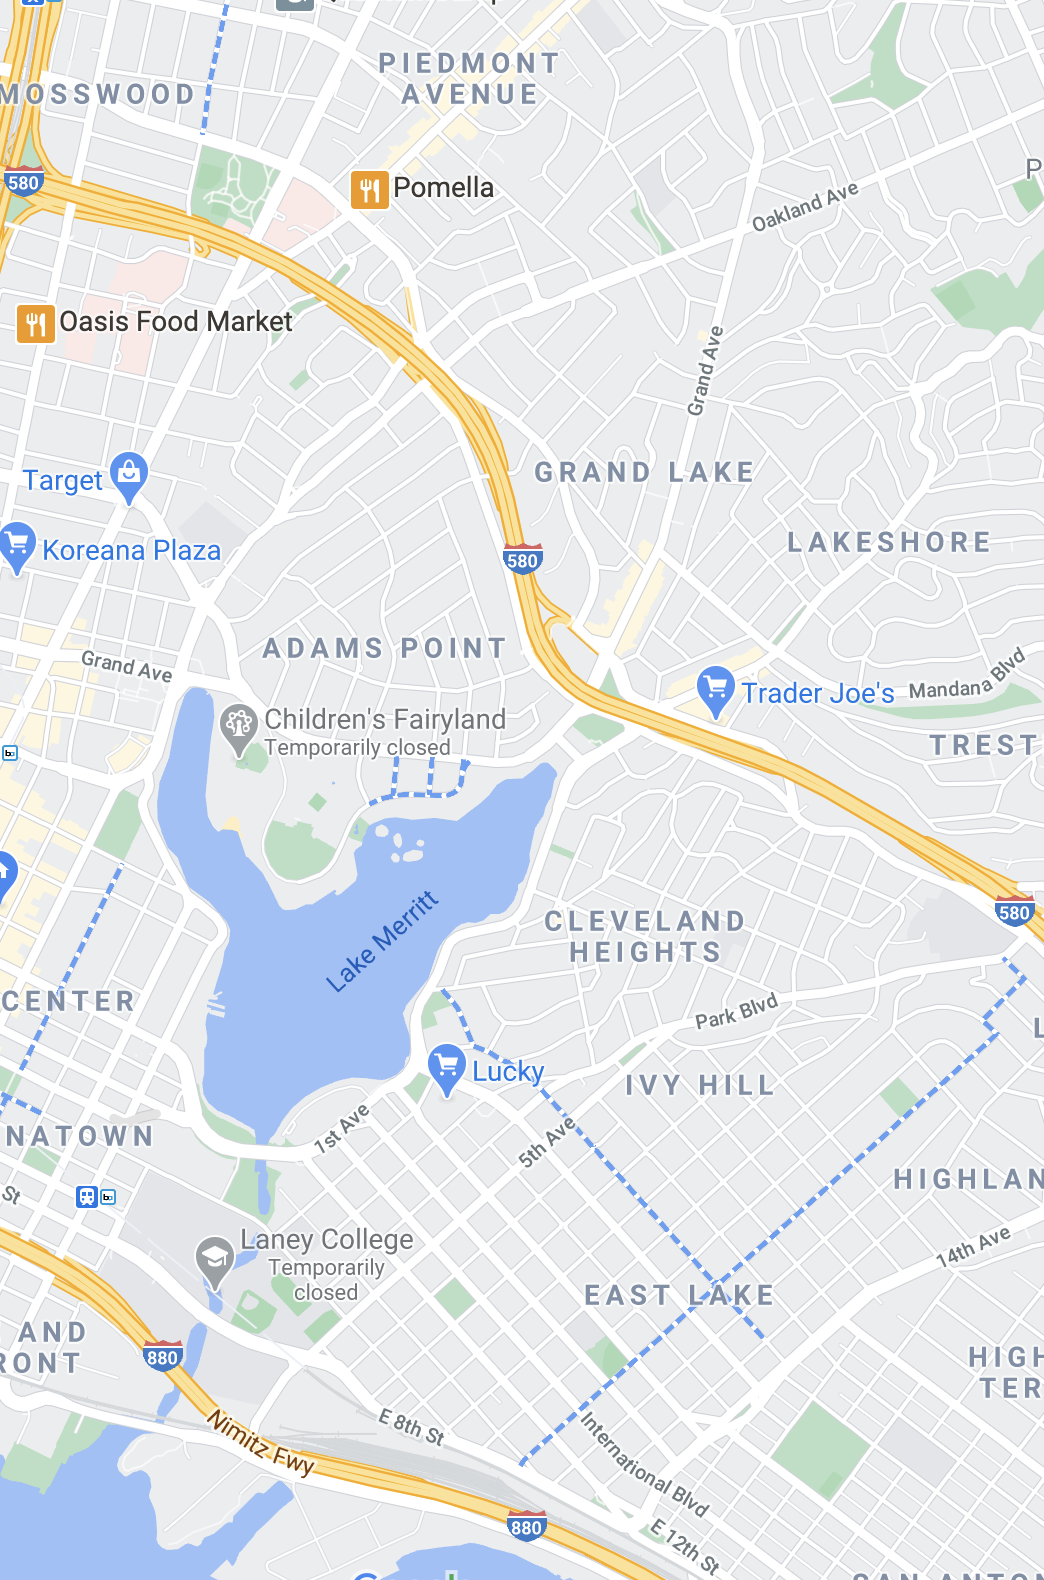 PIEDMONT
AVENUE
MOSSWOOD
580
Pomella
Oakland Ave
P
Oasis Food Market
Grand Ave
GRAND LAKE
Target
Koreana Plaza
LAKESHORE
580
ADAMS POINT
Grand Ave
Mandana Blvd
Trader Joe's
Children's Fairyland
Temporarily closed
TREST
Lake Merritt
CLEVELAND
HEIGHTS
580
CENTER
Park Blvd
L
Lucky
IVY HILL
1st Ave
5th Ave
NATOWN
HIGHLAN
St
Laney College
Temporarily
closed
14th Ave
EAST LAKE
AND
RONT
880
HIGH
TER
Nimitz Fwy
E 8th St
International Blvd
880
E 12th St
SAN ANTON